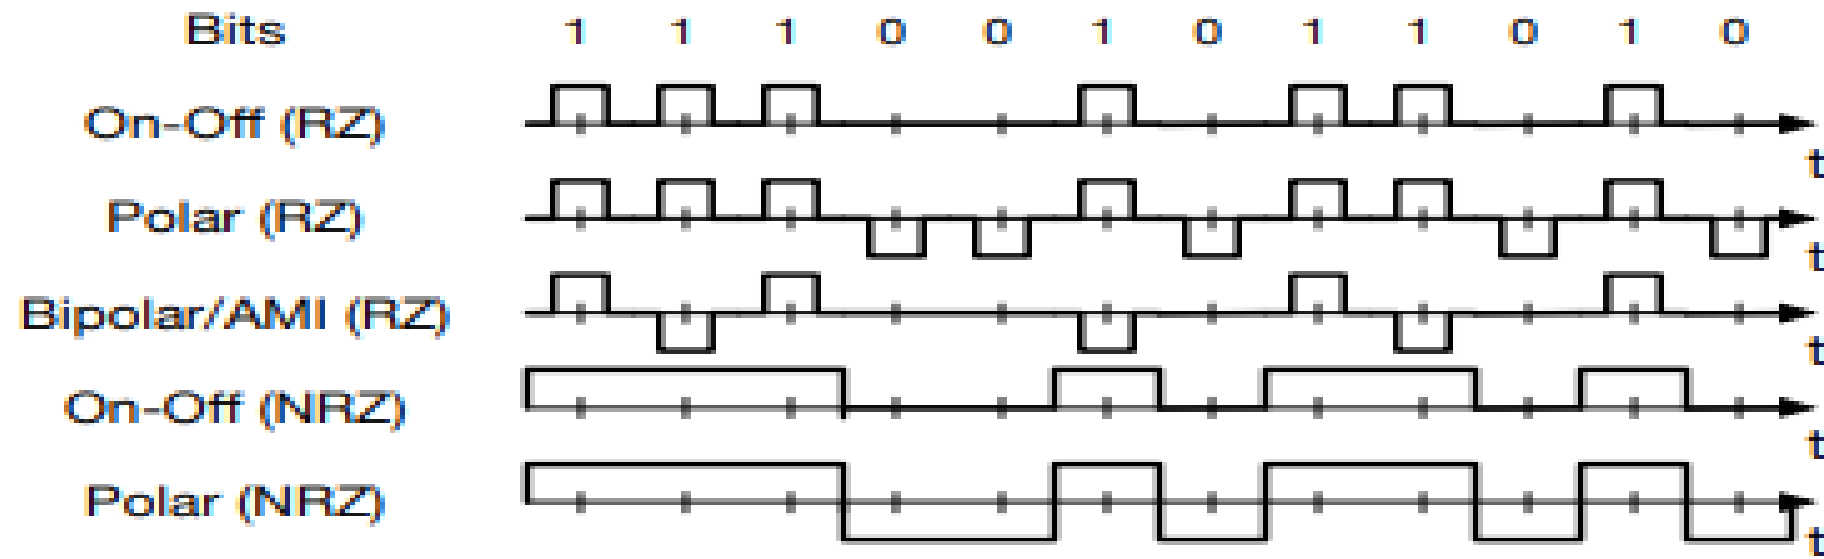 Bits 1 1 1 0 0 1 0 1 1 0 1 0
On-Off (RZ)
t
Polar (RZ)
t
Bipolar/AMI (RZ)
t
On-Off (NRZ)
t
Polar (NRZ)
t